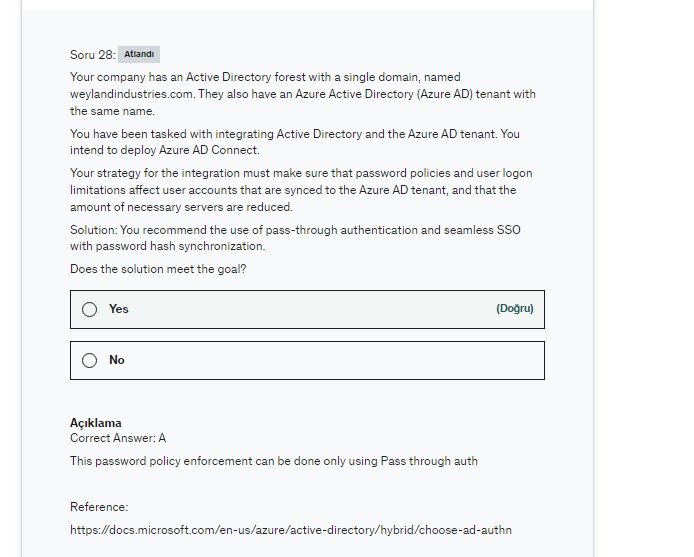 Soru 28: Atlandı
Your company has an Active Directory forest with a single domain, named
weylandindustries.com. They also have an Azure Active Directory (Azure AD) tenant with
the same name.
You have been tasked with integrating Active Directory and the Azure AD tenant. You
intend to deploy Azure AD Connect.
Your strategy for the integration must make sure that password policies and user logon
limitations affect user accounts that are synced to the Azure AD tenant, and that the
amount of necessary servers are reduced.
Solution: You recommend the use of pass-through authentication and seamless SSO
with password hash synchronization.
Does the solution meet the goal?
Yes (Doğru)
No
Açıklama
Correct Answer: A
This password policy enforcement can be done only using Pass through auth
Reference:
https://docs.microsoft.com/en-us/azure/active-directory/hybrid/choose-ad-authn